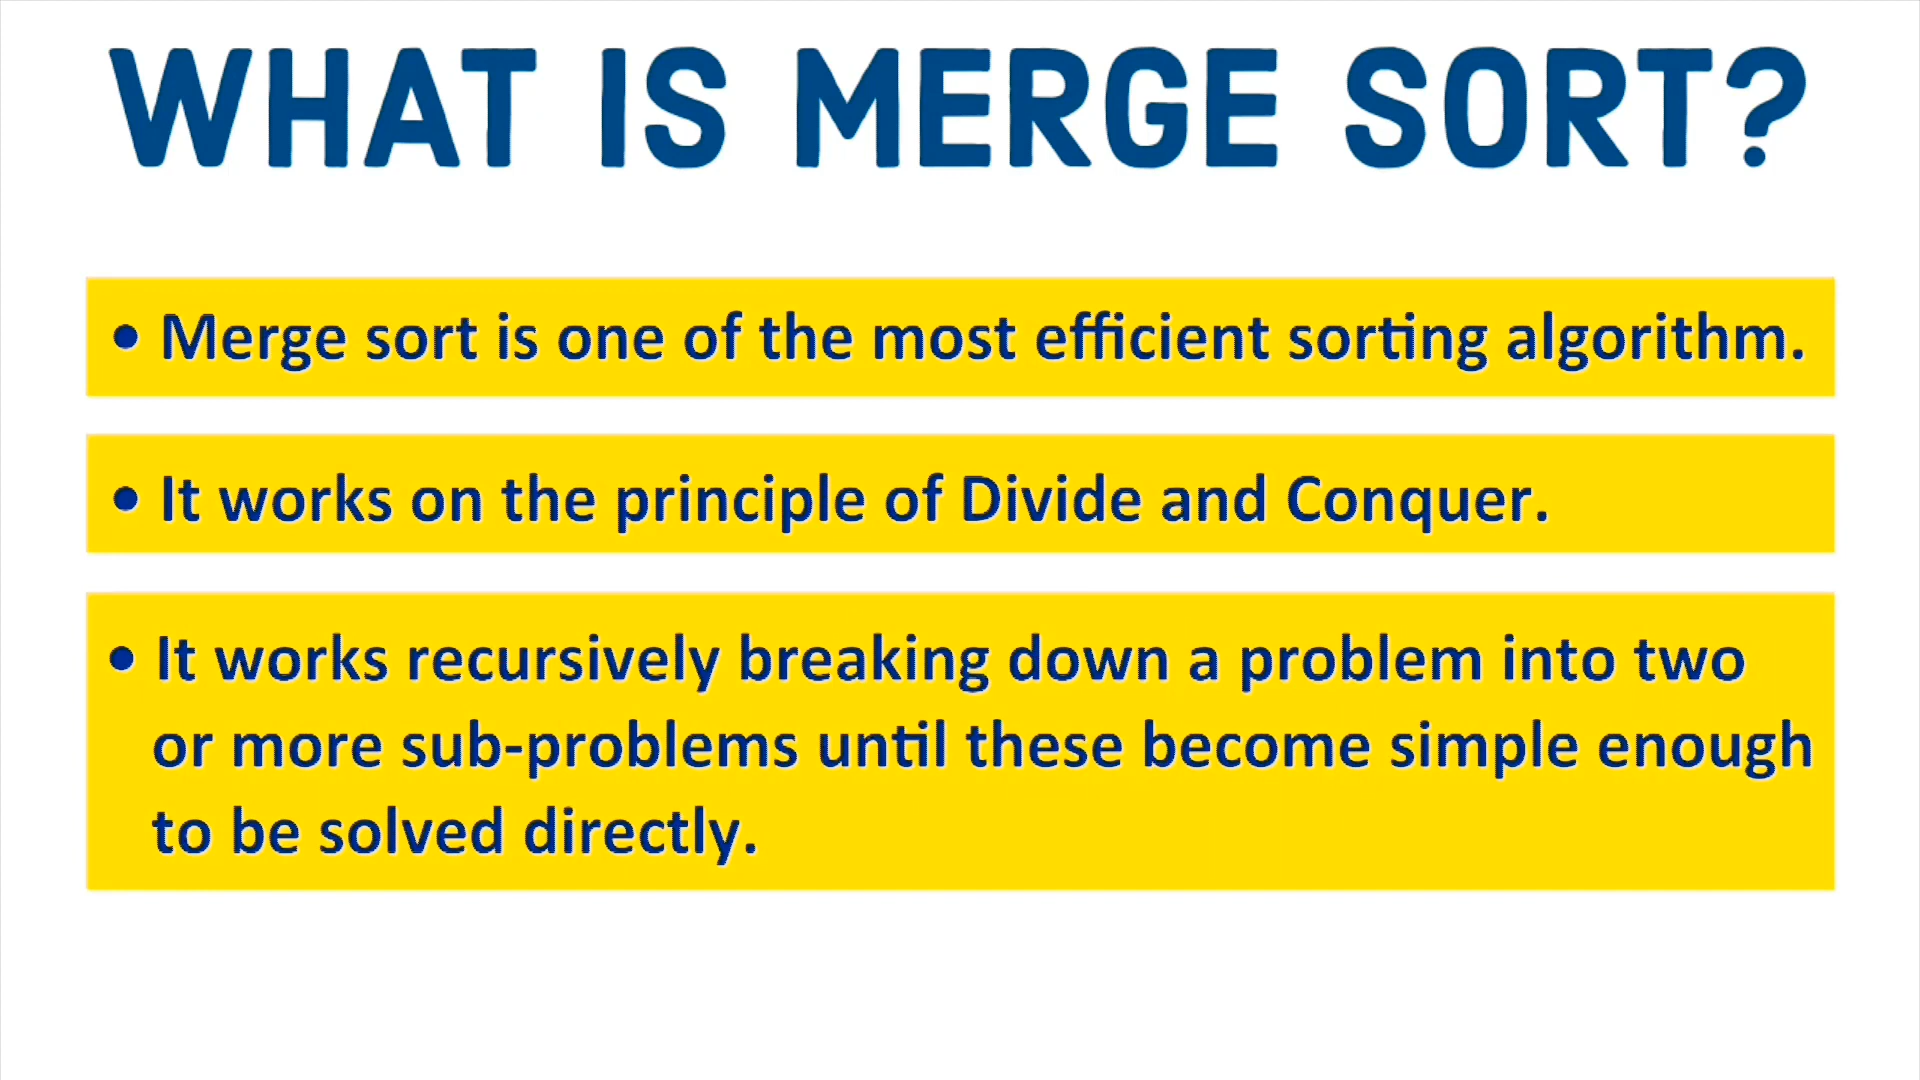 WHAT IS MERGE SORT?
• Merge sort is one of the most efficient sorting algorithm.
• It works on the principle of Divide and Conquer.
• It works recursively breaking down a problem into two
or more sub-problems until these become simple enough
to be solved directly.